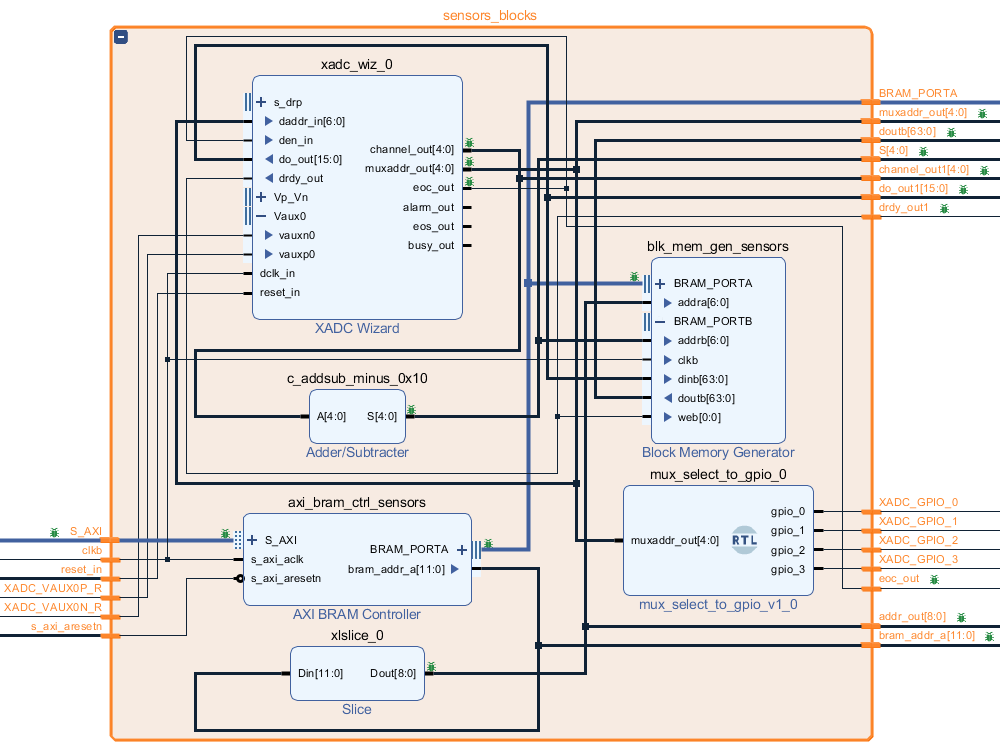 sensors_blocks
xadc_wiz_0
s_drp
daddr_in[6:0]
den_in
do_out[15:0]
drdy_out
Vp_Vn
Vaux0
vauxn0
vauxp0
dclk_in
reset_in
channel_out[4:0]
muxaddr_out[4:0]
eoc_out
alarm_out
eos_out
busy_out
XADC Wizard
BRAM_PORTA
muxaddr_out[4:0]
doutb[63:0]
S[4:0]
channel_out1[4:0]
do_out1[15:0]
drdy_out1
blk_mem_gen_sensors
BRAM_PORTA
addra[6:0]
BRAM_PORTB
addrb[6:0]
clkb
dinb[63:0]
doutb[63:0]
web[0:0]
Block Memory Generator
c_addsub_minus_0x10
A[4:0]
S[4:0]
Adder/Subtracter
mux_select_to_gpio_0
muxaddr_out[4:0]
RTL
gpio_0
gpio_1
gpio_2
gpio_3
mux_select_to_gpio_v1_0
XADC_GPIO_0
XADC_GPIO_1
XADC_GPIO_2
XADC_GPIO_3
eoc_out
addr_out[8:0]
bram_addr_a[11:0]
S_AXI
clkb
reset_in
XADC_VAUX0P_R
XADC_VAUX0N_R
s_axi_aresetn
axi_bram_ctrl_sensors
S_AXI
s_axi_aclk
s_axi_aresetn
BRAM_PORTA
bram_addr_a[11:0]
AXI BRAM Controller
xlslice_0
Din[11:0]
Dout[8:0]
Slice